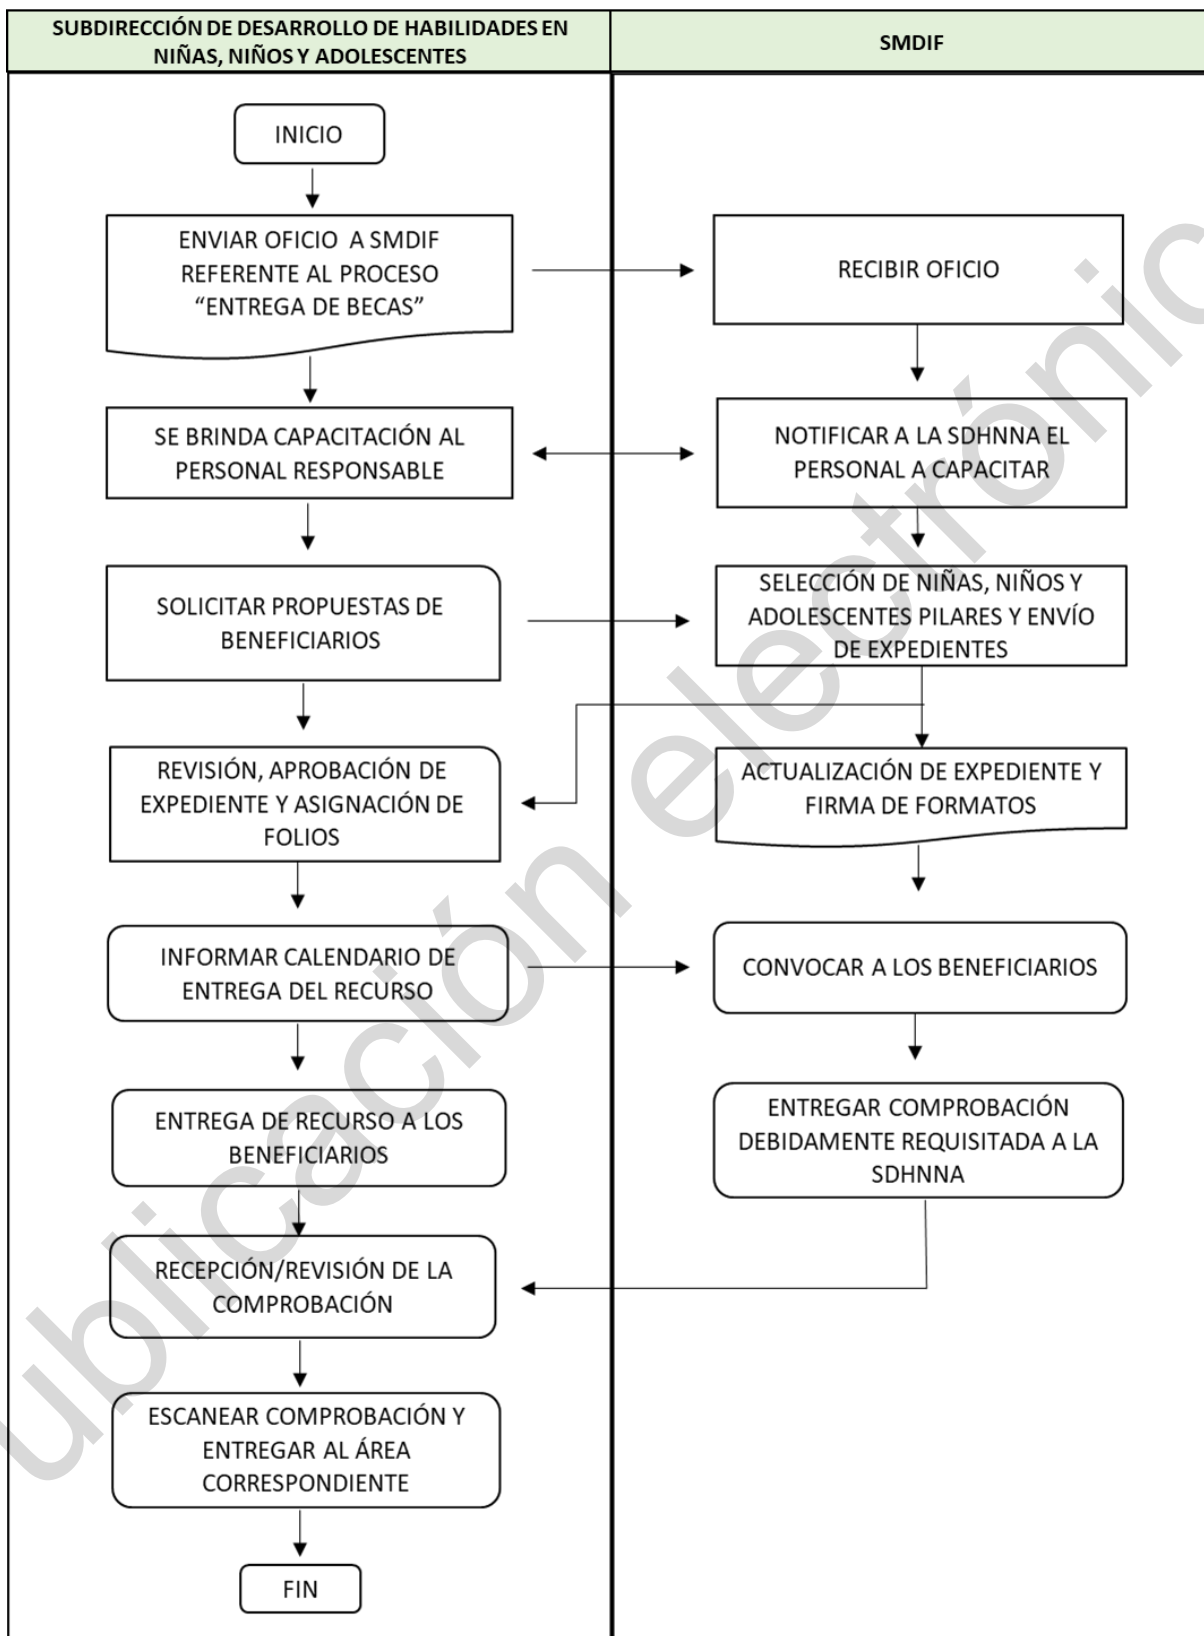 SUBDIRECCIÓN DE DESARROLLO DE HABILIDADES EN
NIÑAS, NIÑOS Y ADOLESCENTES
SMDIF
INICIO
ENVIAR OFICIO A SMDIF
REFERENTE AL PROCESO
“ENTREGA DE BECAS”
RECIBIR OFICIO
SE BRINDA CAPACITACIÓN AL
PERSONAL RESPONSABLE
NOTIFICAR A LA SDHNNA EL
PERSONAL A CAPACITAR
SOLICITAR PROPUESTAS DE
BENEFICIARIOS
SELECCIÓN DE NIÑAS, NIÑOS Y
ADOLESCENTES PILARES Y ENVÍO
DE EXPEDIENTES
REVISIÓN, APROBACIÓN DE
EXPEDIENTE Y ASIGNACIÓN DE
FOLIOS
ACTUALIZACIÓN DE EXPEDIENTE Y
FIRMA DE FORMATOS
INFORMAR CALENDARIO DE
ENTREGA DEL RECURSO
CONVOCAR A LOS BENEFICIARIOS
ENTREGA DE RECURSO A LOS
BENEFICIARIOS
ENTREGAR COMPROBACIÓN
DEBIDAMENTE REQUISITADA A LA
SDHNNA
RECEPCIÓN/REVISIÓN DE LA
COMPROBACIÓN
ESCANEAR COMPROBACIÓN Y
ENTREGAR AL ÁREA
CORRESPONDIENTE
FIN
ublicación electrónic